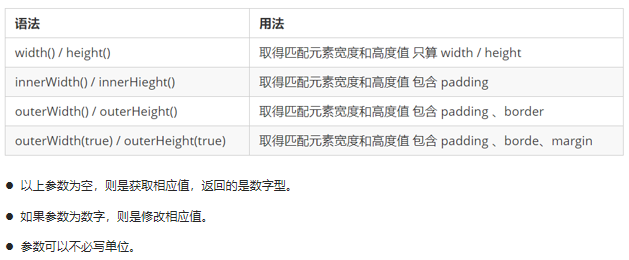 语法 用法
width() / height() 取得匹配元素宽度和高度值 只算 width / height
innerWidth() / innerHieght() 取得匹配元素宽度和高度值 包含 padding
outerWidth() / outerHeight() 取得匹配元素宽度和高度值 包含 padding 、border
outerWidth(true) / outerHeight(true) 取得匹配元素宽度和高度值 包含 padding 、borde、margin
● 以上参数为空，则是获取相应值，返回的是数字型。
● 如果参数为数字，则是修改相应值。
● 参数可以不必写单位。